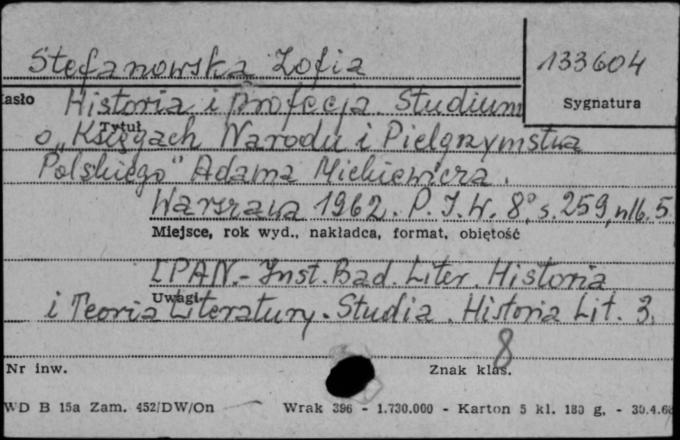 Stefanowska Zofia
133604
Sygnatura
asło
Historia i profecja Studium
Tytuł
o „Księgach Narodu i Pielgrzymstwa
Polskiego" Adama Mickiewicza.
Warszawa 1962. P.I.W. 8°, s. 259, nlb. 5.
Miejsce, rok wyd., nakładca, format, objętość
[PAN.- Inst. Bad. Liter. Historia
Uwagi
i Teoria Literatury. Studia. Historia Lit. 3.
8
Nr inw.
Znak klas.
WD B 15a Zam. 452/DW/On Wrak 396 - 1.730.000 - Karton 5 kl. 180 g. - 30.4.68